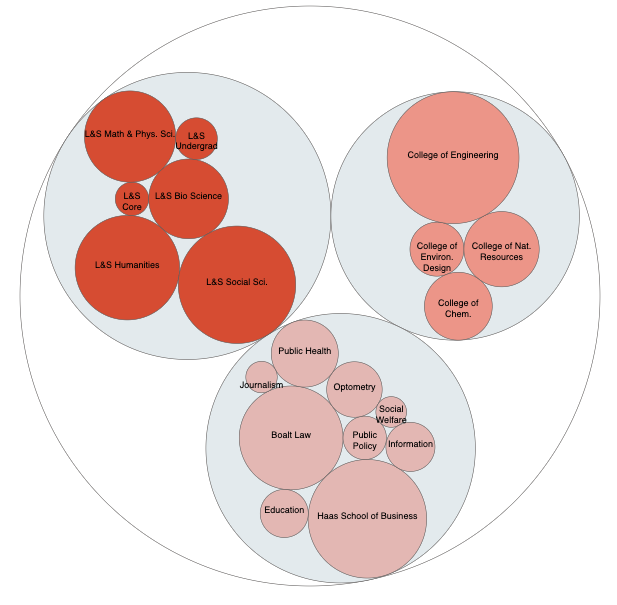 L&S Math & Phys. Sci.
L&S
Undergrad
L&S
Core
L&S Bio Science
L&S Humanities
L&S Social Sci.
College of Engineering
College of
Environ.
Design
College of Nat.
Resources
College of
Chem.
Public Health
Journalism
Optometry
Social
Welfare
Boalt Law
Public
Policy
Information
Education
Haas School of Business